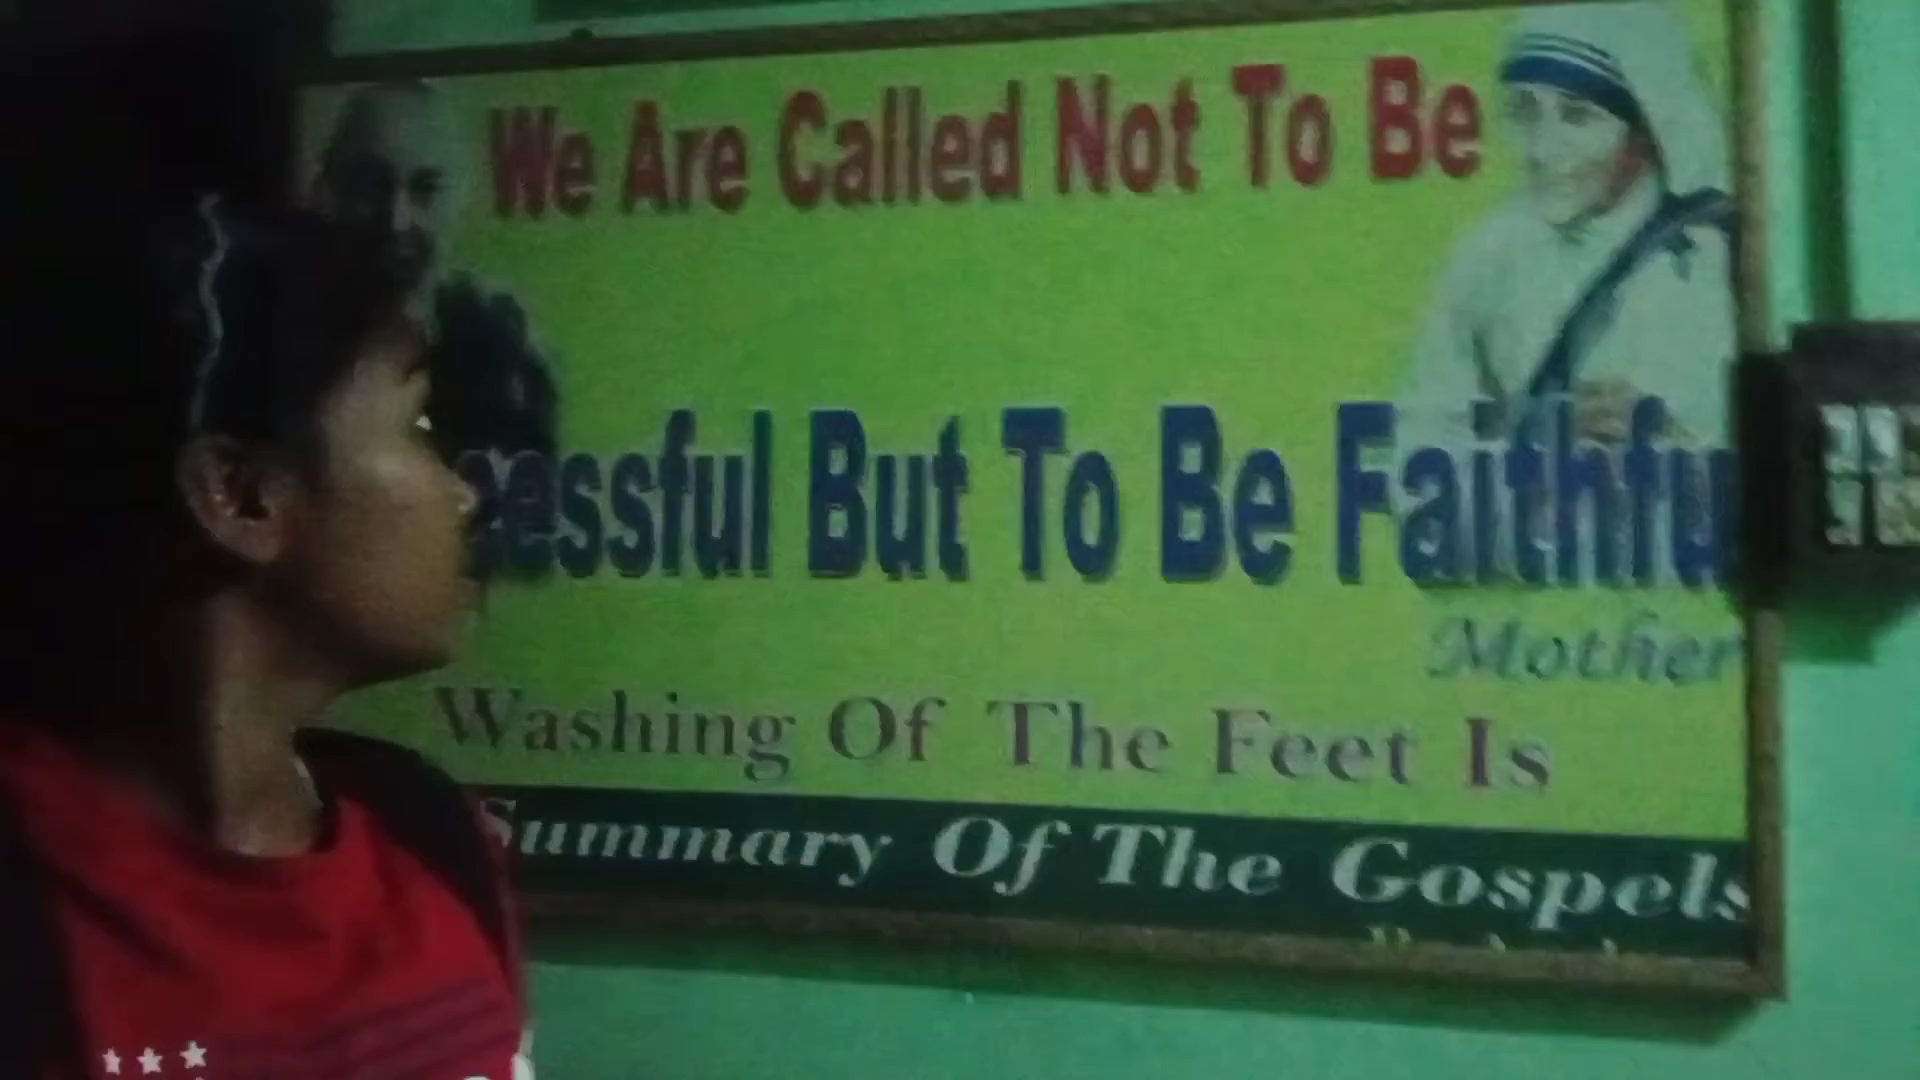 We Are Called Not To Be
cessful But To Be Faithfu
Mother
Washing Of The Feet Is
Summary Of The Gospels